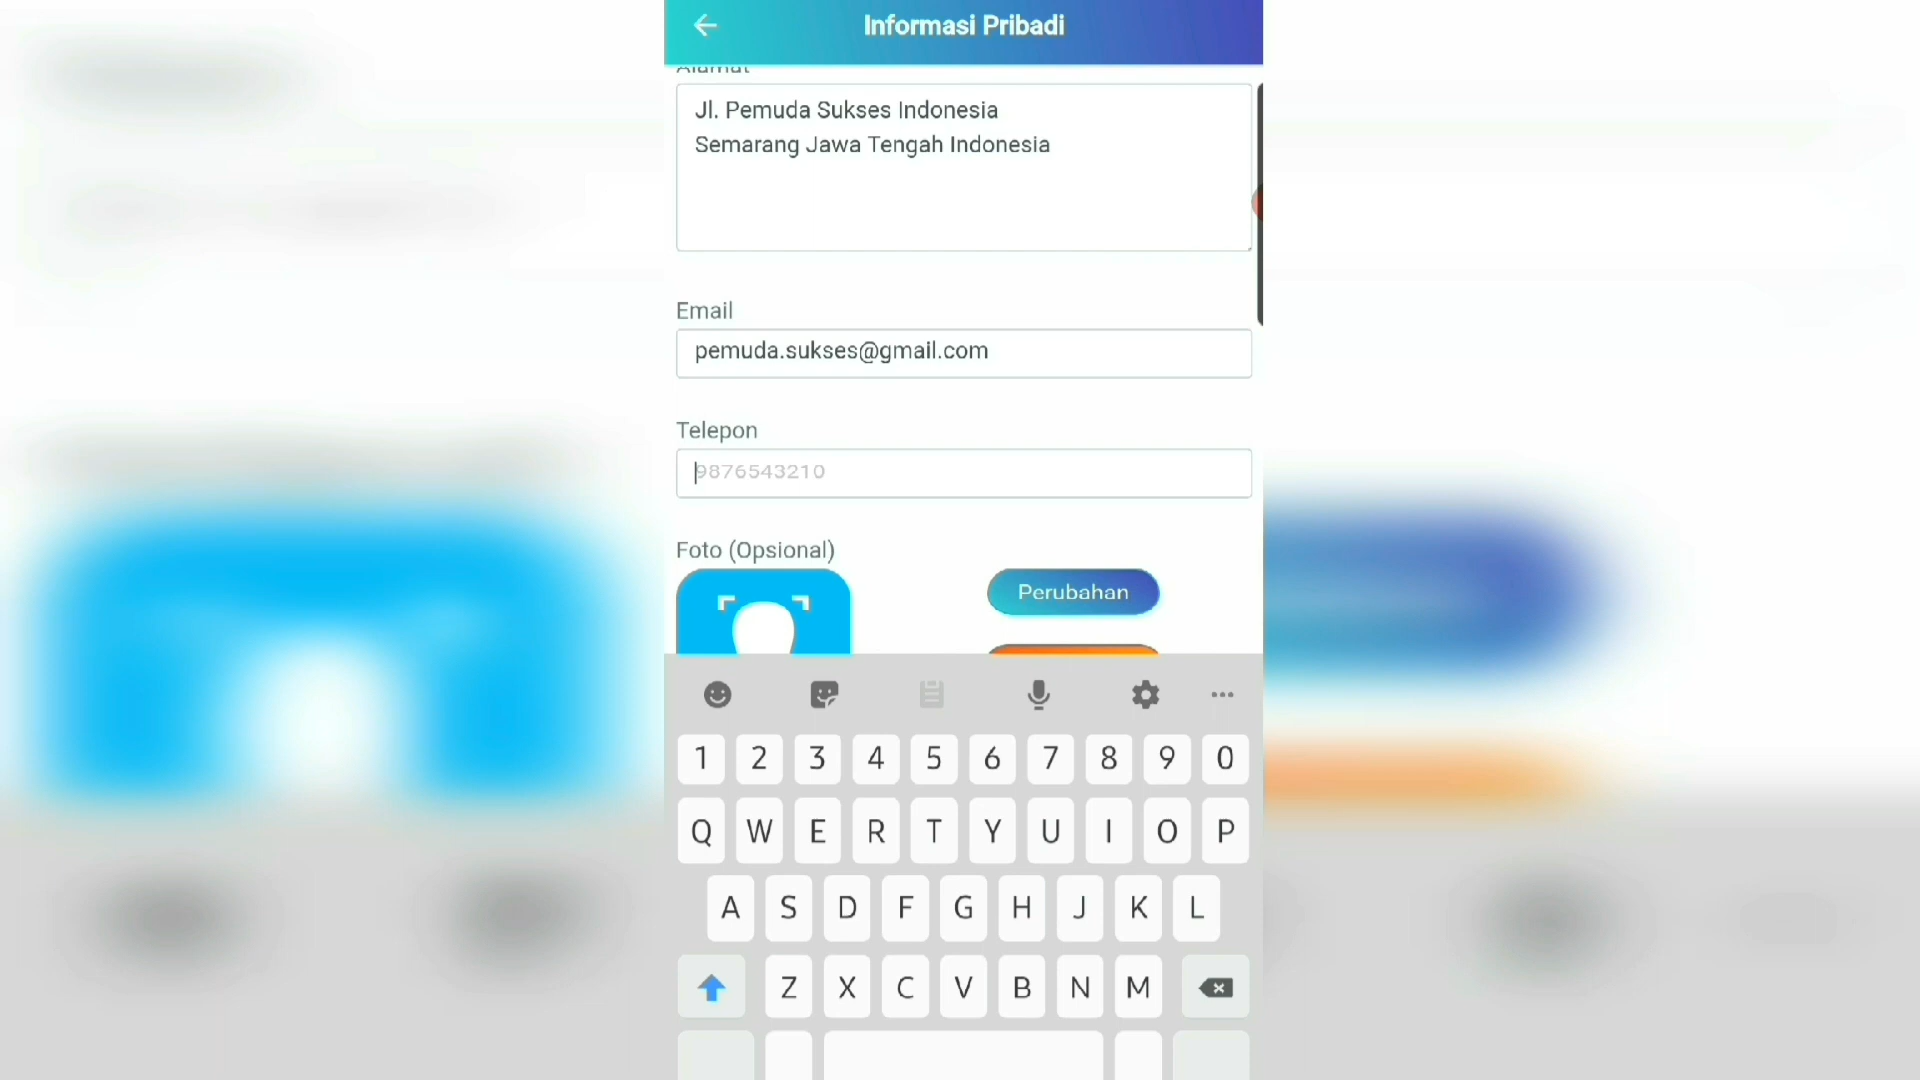 Informasi Pribadi
Alamat
Jl. Pemuda Sukses Indonesia
Semarang Jawa Tengah Indonesia
Email
pemuda.sukses@gmail.com
Telepon
9876543210
Foto (Opsional)
Perubahan
1 2 3 4 5 6 7 8 9 0
Q W E R T Y U I O P
A S D F G H J K L
Z X C V B N M